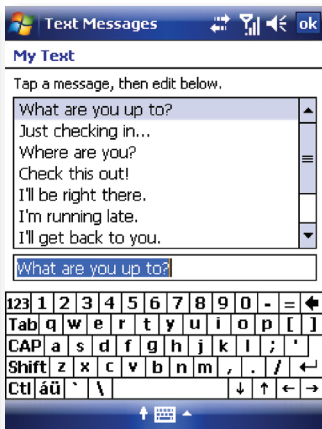 Text Messages ok
My Text
Tap a message, then edit below.
What are you up to?
Just checking in...
Where are you?
Check this out!
I'll be right there.
I'm running late.
I'll get back to you.
What are you up to?
123 1 2 3 4 5 6 7 8 9 0 - =
Tab q w e r t y u i o p [ ]
CAP a s d f g h j k l ; '
Shift z x c v b n m , . /
Ctl áü ` \